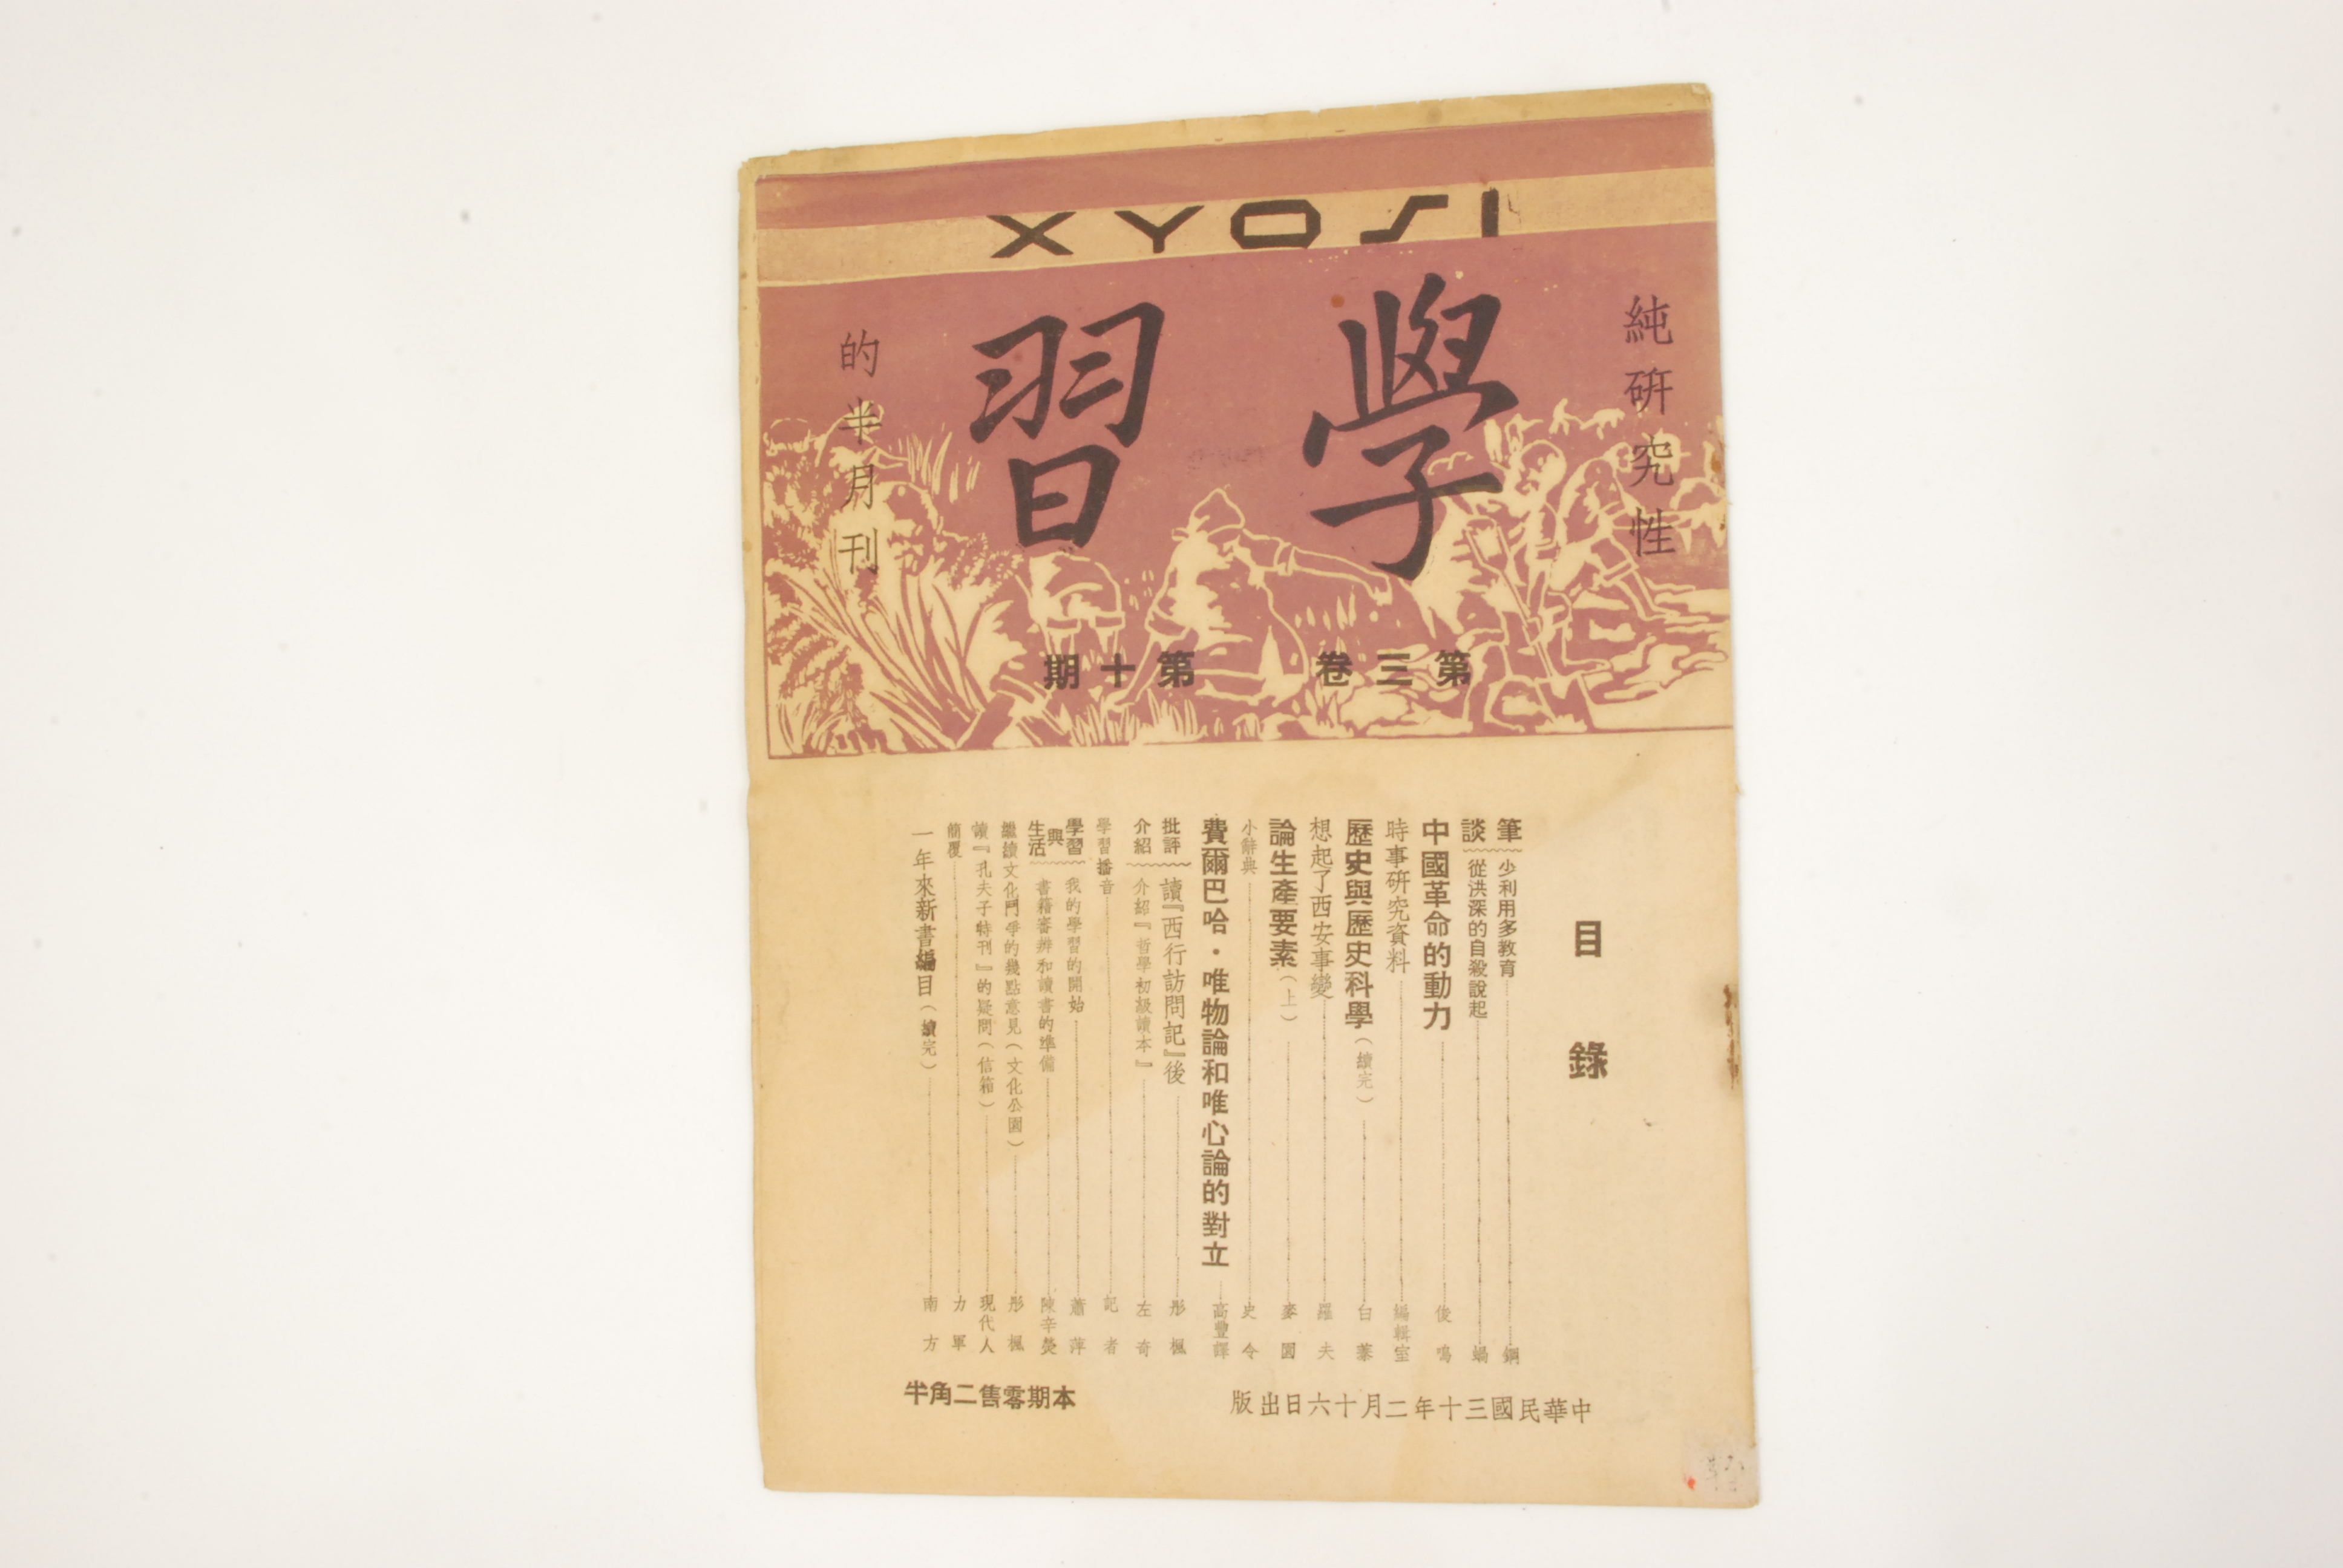 XYOSI
學習
純研究性
的半月刊
第三卷 第十期
目錄
筆談
少利用多教育 鋼
從洪深的自殺說起 蝸
中國革命的動力 俊鳴
時事研究資料 編輯室
歷史與歷史科學(續完) 白蓁
想起了西安事變 羅夫
論生產要素(上) 麥園
小辭典 史令
費爾巴哈·唯物論和唯心論的對立 高豐譯
批評介紹
讀『西行訪問記』後 彤楓
介紹『哲學初級讀本』 左奇
學習播音 記者
學習與生活
我的學習的開始 蕭萍
書籍審辨和讀書的準備 陳辛熒
繼續文化鬥爭的幾點意見(文化公園) 彤楓
讀『孔夫子特刊』的疑問(信箱) 現代人
簡覆 力軍
一年來新書編目(續完) 南方
中華民國三十年二月十六日出版
本期零售二角半